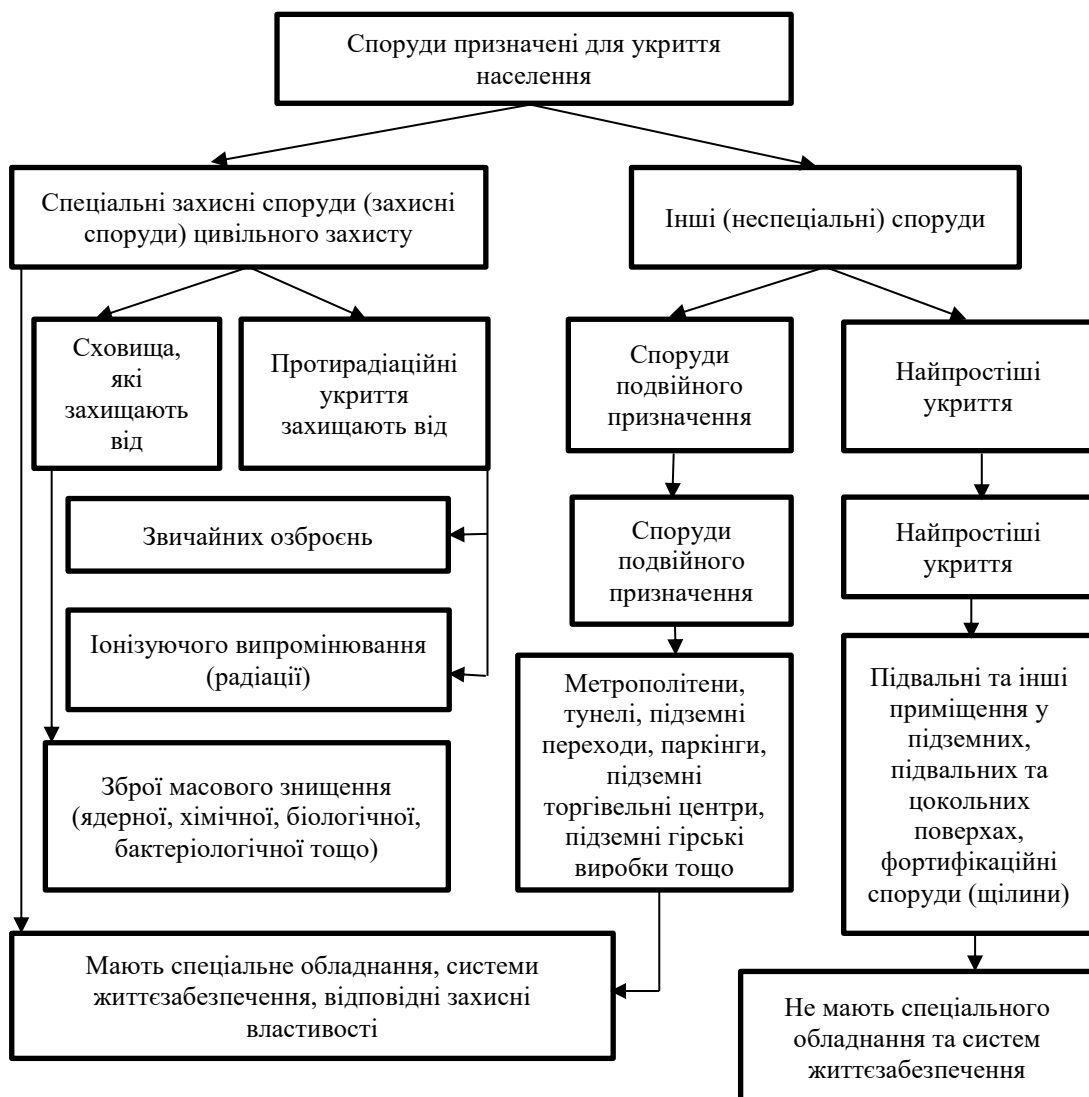 Споруди призначені для укриття
населення
Спеціальні захисні споруди (захисні
споруди) цивільного захисту
Інші (неспеціальні) споруди
Сховища,
які
захищають
від
Протирадіаційні
укриття
захищають від
Споруди
подвійного
призначення
Найпростіші
укриття
Звичайних озброєнь
Споруди
подвійного
призначення
Найпростіші
укриття
Іонізуючого випромінювання
(радіації)
Метрополітени,
тунелі, підземні
переходи, паркінги,
підземні
торгівельні центри,
підземні гірські
виробки тощо
Підвальні та інші
приміщення у
підземних,
підвальних та
цокольних
поверхах,
фортифікаційні
споруди (щілини)
Зброї масового знищення
(ядерної, хімічної, біологічної,
бактеріологічної тощо)
Мають спеціальне обладнання, системи
життєзабезпечення, відповідні захисні
властивості
Не мають спеціального
обладнання та систем
життєзабезпечення